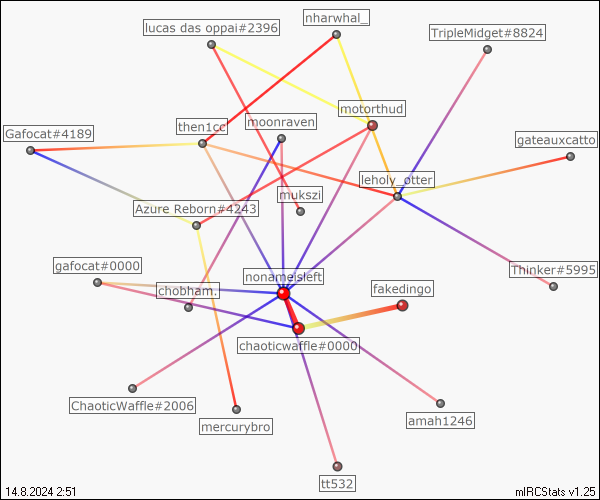 nharwhal_
lucas das oppai#2396
TripleMidget#8824
motorthud
moonraven
then1cc
Gafocat#4189
gateauxcatto
leholy_øtter
mukszi
Azure Reborn#4243
gafocat#0000
nonameisleft
Thinker#5995
chobham.
fakedingo
chaoticwaffle#0000
ChaoticWaffle#2006
amah1246
mercurybro
tt532
14.8.2024 2:51
mIRCStats v1.25